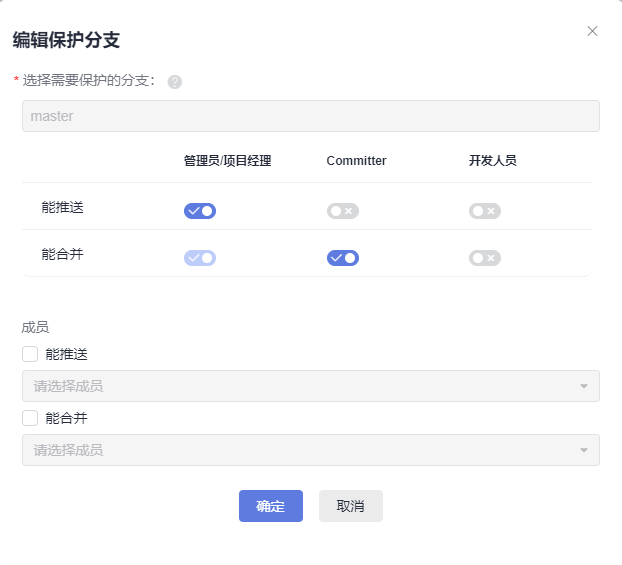 编辑保护分支
* 选择需要保护的分支： ?
master
管理员/项目经理 Committer 开发人员
能推送
能合并
成员
能推送
请选择成员
能合并
请选择成员
确定 取消